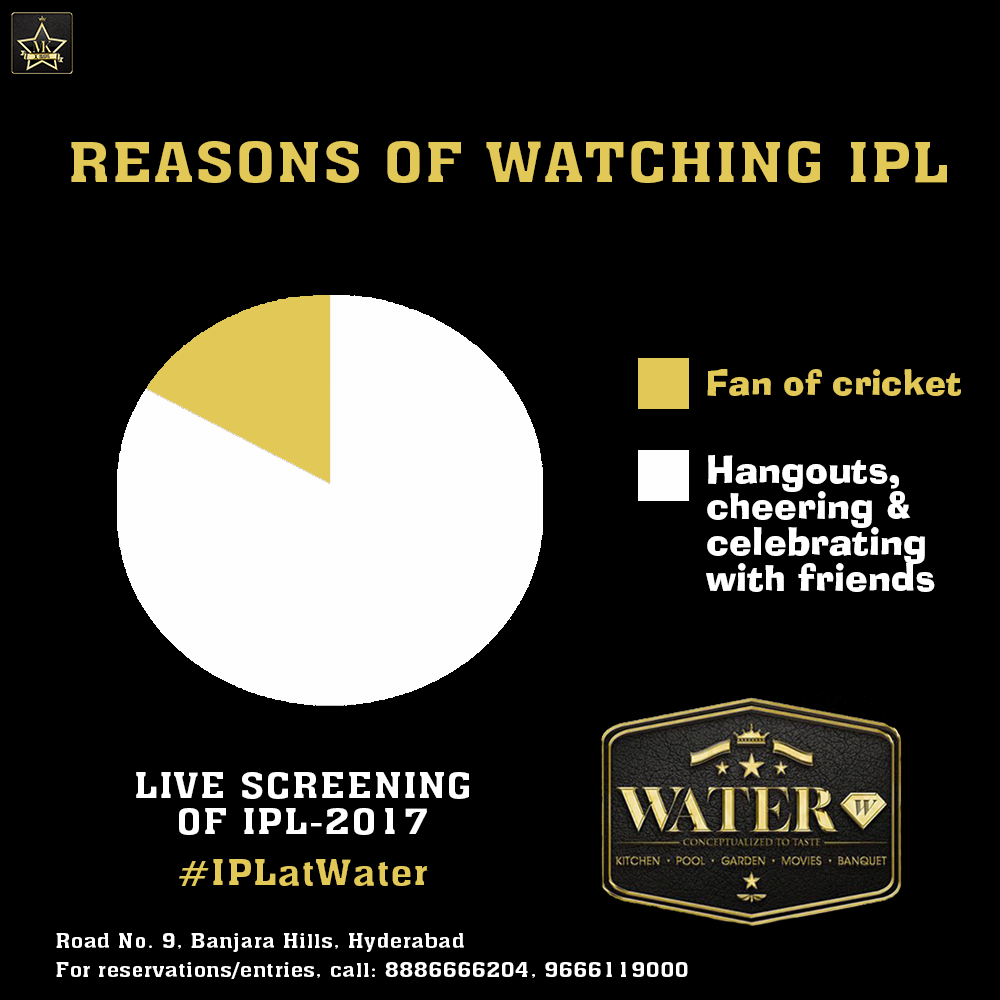 MK
REASONS OF WATCHING IPL
Fan of cricket
Hangouts,
cheering &
celebrating
with friends
LIVE SCREENING
OF IPL-2017
#IPLatWater
WATER W
CONCEPTUALIZED TO TASTE
KITCHEN • POOL • GARDEN • MOVIES • BANQUET
Road No. 9, Banjara Hills, Hyderabad
For reservations/entries, call: 8886666204, 9666119000